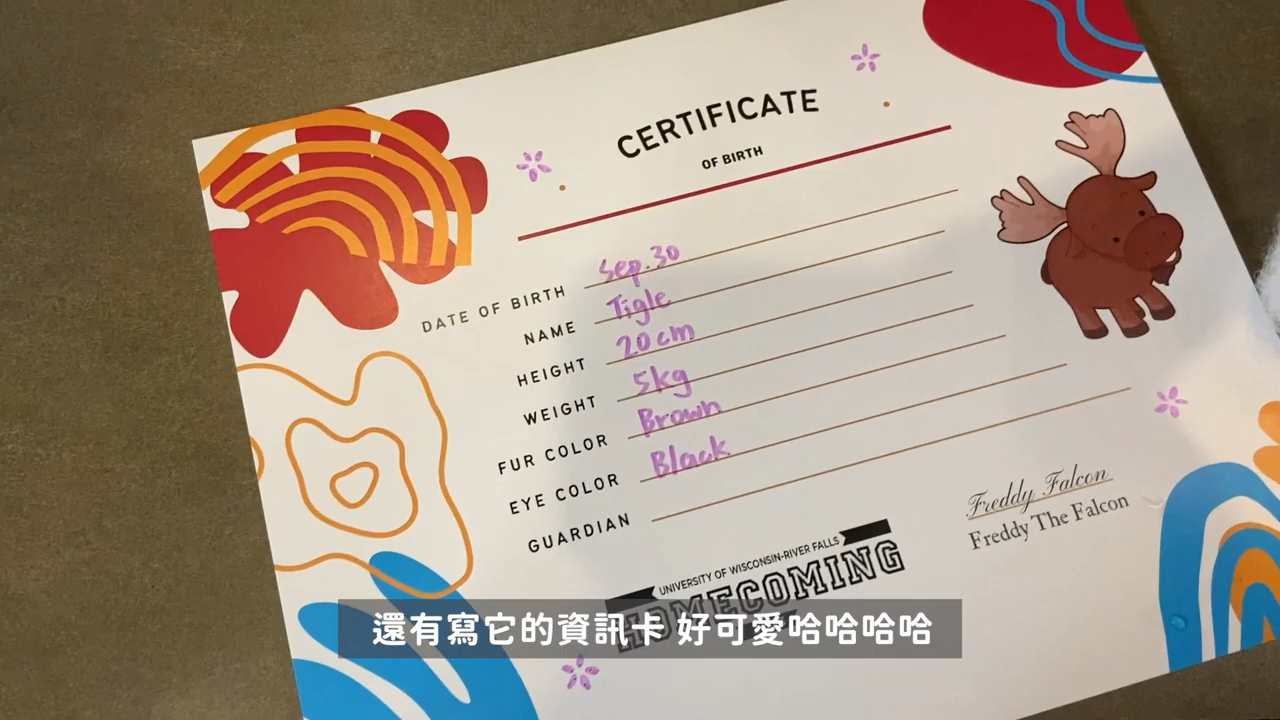 CERTIFICATE
OF BIRTH
DATE OF BIRTH Sep.30
NAME Tigle
HEIGHT 20cm
WEIGHT 5kg
FUR COLOR Brown
EYE COLOR Black
GUARDIAN
Freddy Falcon
Freddy The Falcon
UNIVERSITY OF WISCONSIN-RIVER FALLS
HOMECOMING
還有寫它的資訊卡 好可愛哈哈哈哈